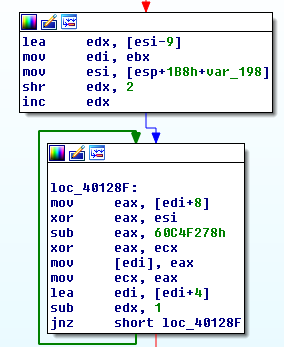 lea     edx, [esi-9]
mov     edi, ebx
mov     esi, [esp+1B8h+var_198]
shr     edx, 2
inc     edx
loc_40128F:
mov     eax, [edi+8]
xor     eax, esi
sub     eax, 60C4F278h
xor     eax, ecx
mov     [edi], eax
mov     ecx, eax
lea     edi, [edi+4]
sub     edx, 1
jnz     short loc_40128F